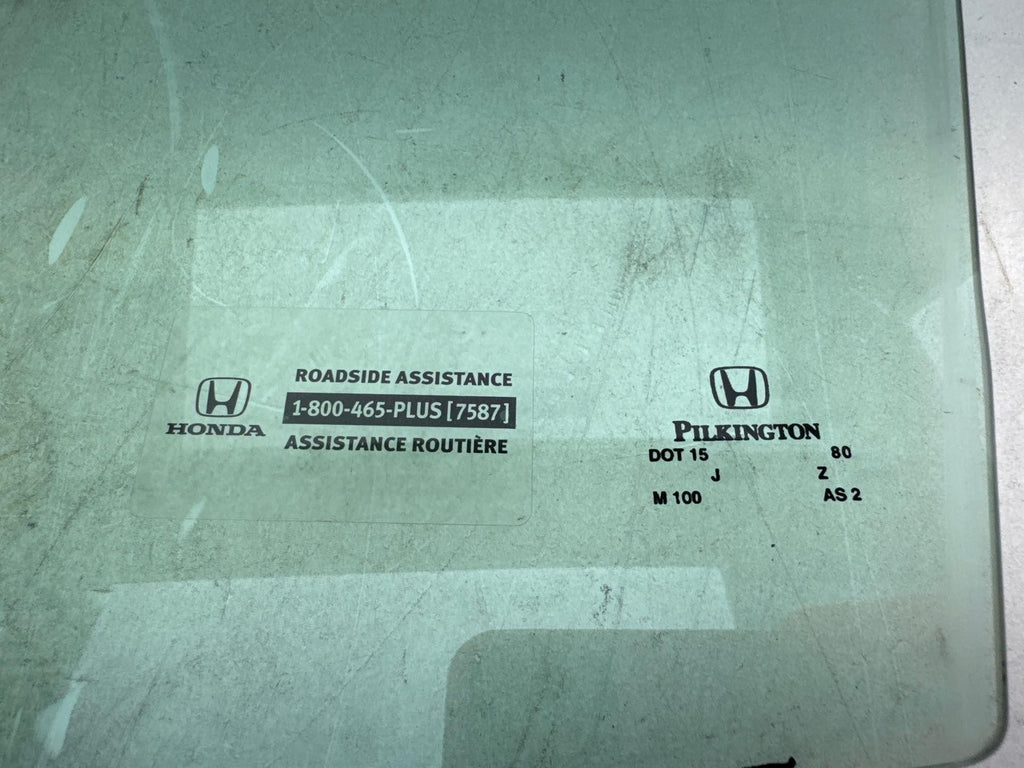 ROADSIDE ASSISTANCE
1-800-465-PLUS [7587]
ASSISTANCE ROUTIÈRE
HONDA
PILKINGTON
DOT 15 80
J Z
M 100 AS 2